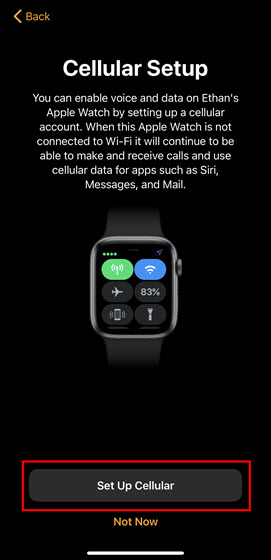 Back
Cellular Setup
You can enable voice and data on Ethan's
Apple Watch by setting up a cellular
account. When this Apple Watch is not
connected to Wi-Fi it will continue to be
able to make and receive calls and use
cellular data for apps such as Siri,
Messages, and Mail.
83%
Set Up Cellular
Not Now